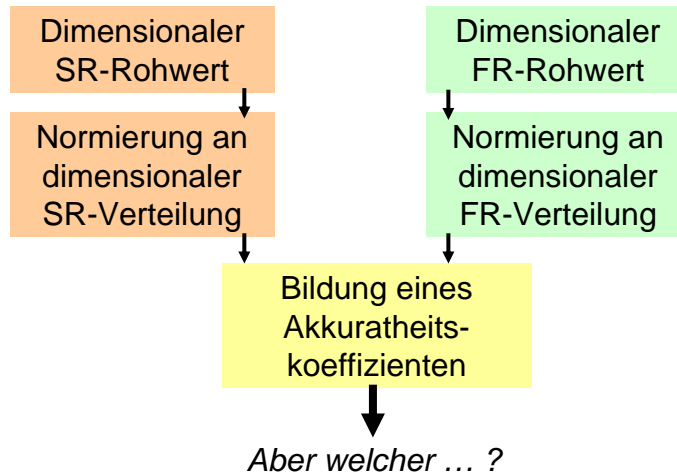 Dimensionaler
SR-Rohwert
Dimensionaler
FR-Rohwert
Normierung an
dimensionaler
SR-Verteilung
Normierung an
dimensionaler
FR-Verteilung
Bildung eines
Akkuratheits-
koeffizienten
Aber welcher … ?